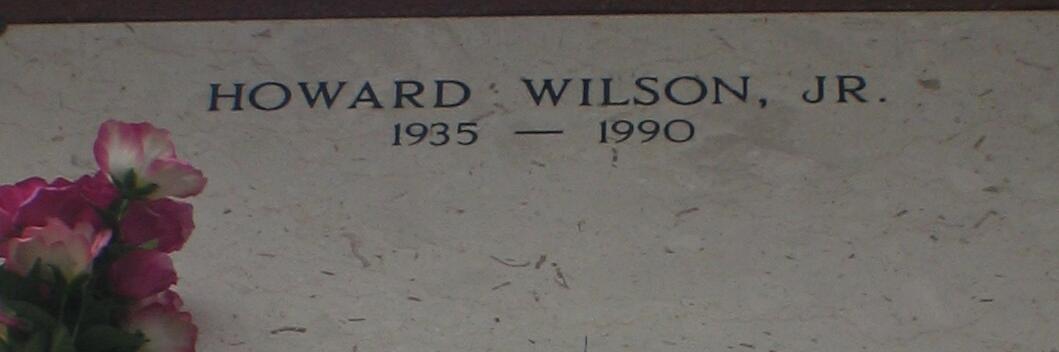 HOWARD WILSON, JR.
1935 — 1990